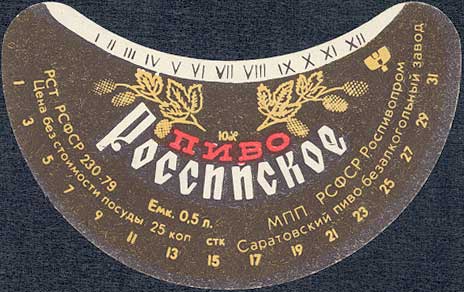 I II III IV V VI VII VIII IX X XI XII
ПИВО
Российское
РСТ РСФСР 230-79
Цена без стоимости посуды 25 коп стк
Емк. 0,5 л.
МПП РСФСР Роспивопром
Саратовский пиво-безалкогольный завод
1 3 5 7 9 11 13 15 17 19 21 23 25 27 29 31